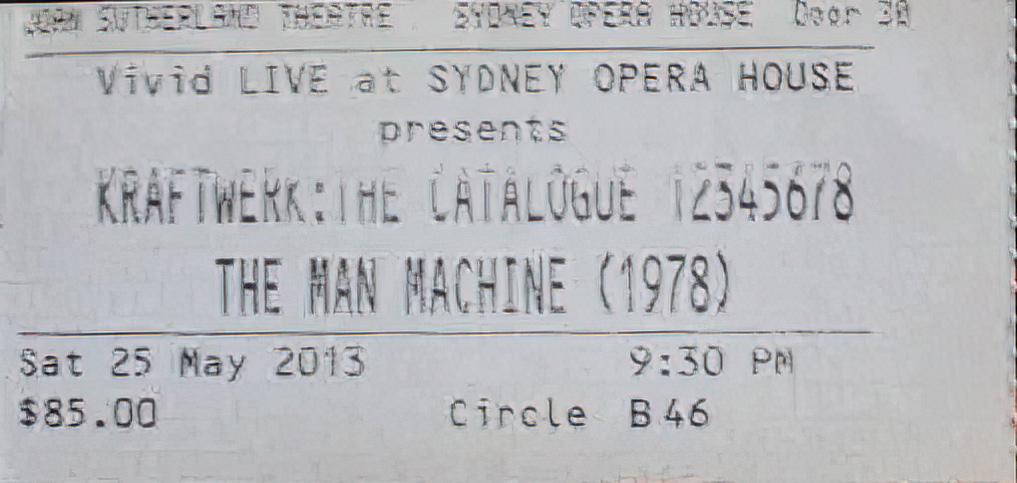 JOAN SUTHERLAND THEATRE SYDNEY OPERA HOUSE Door
Vivid LIVE at SYDNEY OPERA HOUSE
presents
KRAFTWERK:THE CATALOGUE 12345678
THE MAN MACHINE (1978)
Sat 25 May 2013 9:30 PM
$85.00 Circle B 46